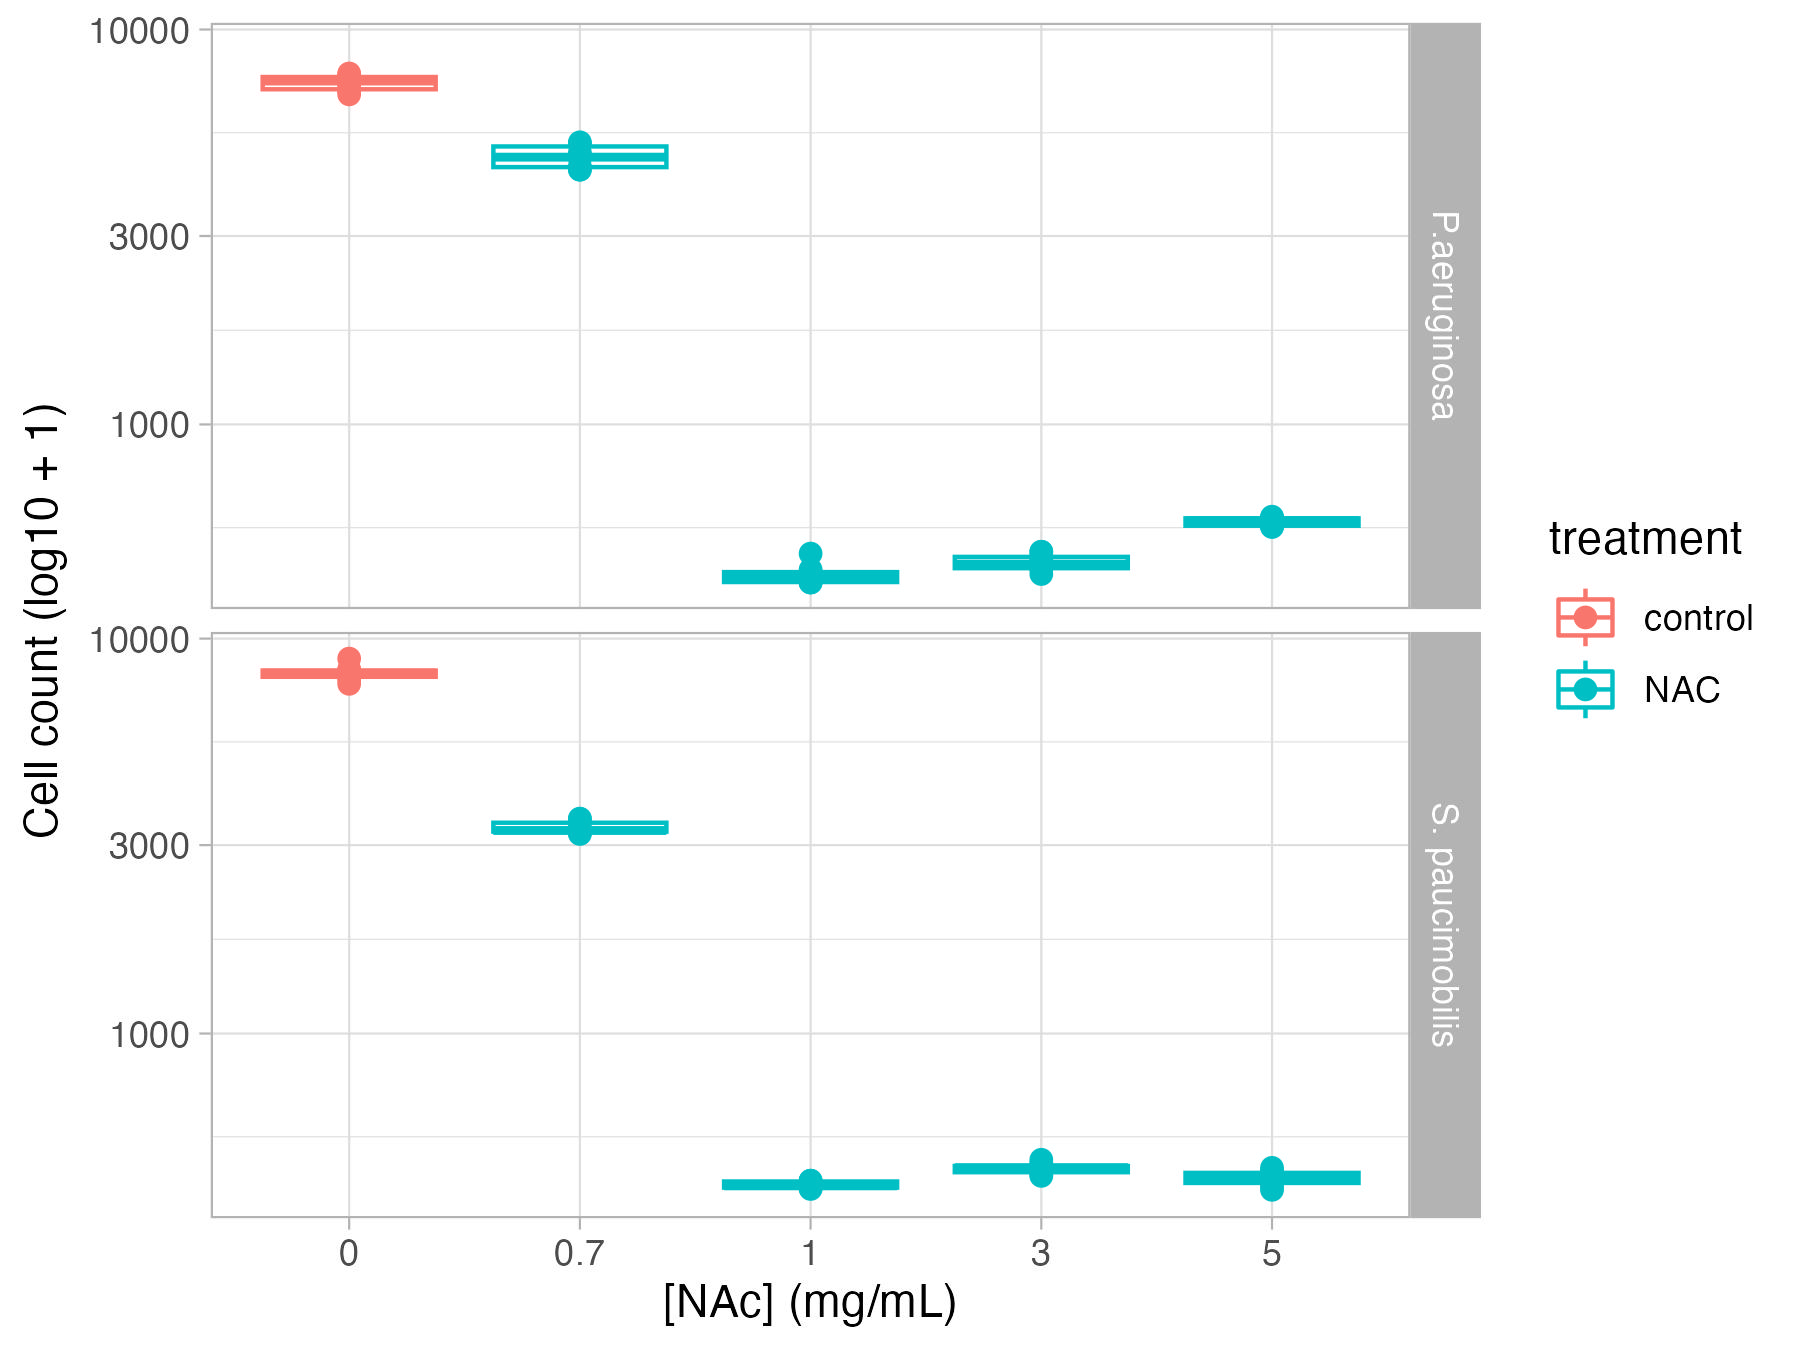 Cell count (log10 + 1)
10000
3000
1000
P.aeruginosa
10000
3000
1000
S. paucimobilis
0 0.7 1 3 5
[NAc] (mg/mL)
treatment
control
NAC